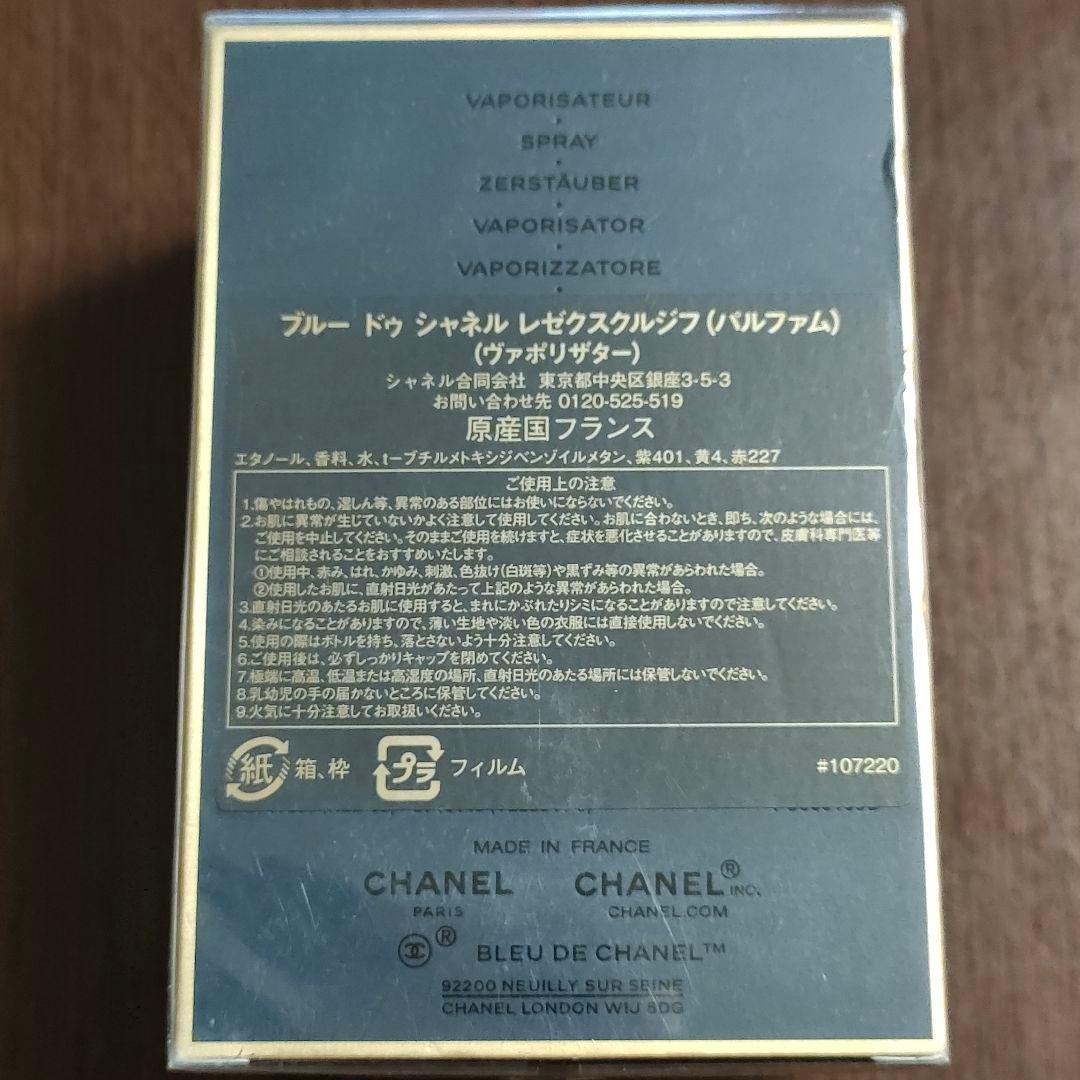 VAPORISATEUR
SPRAY
ZERSTÄUBER
VAPORISATOR
VAPORIZZATORE
ブルー ドゥ シャネル レゼクスクルジフ(パルファム)
(ヴァポリザター)
シャネル合同会社 東京都中央区銀座3-5-3
お問い合わせ先 0120-525-519
原産国フランス
エタノール、香料、水、t-ブチルメトキシジベンゾイルメタン、紫401、黄4、赤227
ご使用上の注意
1.傷やはれもの、湿しん等、異常のある部位にはお使いにならないでください。
2.お肌に異常が生じていないかよく注意して使用してください。お肌に合わないとき、即ち、次のような場合には、
ご使用を中止してください。そのままご使用を続けますと、症状を悪化させることがありますので、皮膚科専門医等
にご相談されることをおすすめいたします。
①使用中、赤み、はれ、かゆみ、刺激、色抜け(白斑等)や黒ずみ等の異常があらわれた場合。
②使用したお肌に、直射日光があたって上記のような異常があらわれた場合。
3.直射日光のあたるお肌に使用すると、まれにかぶれたりシミになることがありますので注意してください。
4.染みになることがありますので、薄い生地や淡い色の衣服には直接使用しないでください。
5.使用の際はボトルを持ち、落とさないよう十分注意してください。
6.ご使用後は、必ずしっかりキャップを閉めてください。
7.極端に高温、低温または高湿度の場所、直射日光のあたる場所には保管しないでください。
8.乳幼児の手の届かないところに保管してください。
9.火気に十分注意してお取扱いください。
紙 箱、枠 プラ フィルム #107220
MADE IN FRANCE
CHANEL CHANEL® INC.
PARIS CHANEL.COM
® BLEU DE CHANEL™
92200 NEUILLY SUR SEINE
CHANEL LONDON W1J 8DG